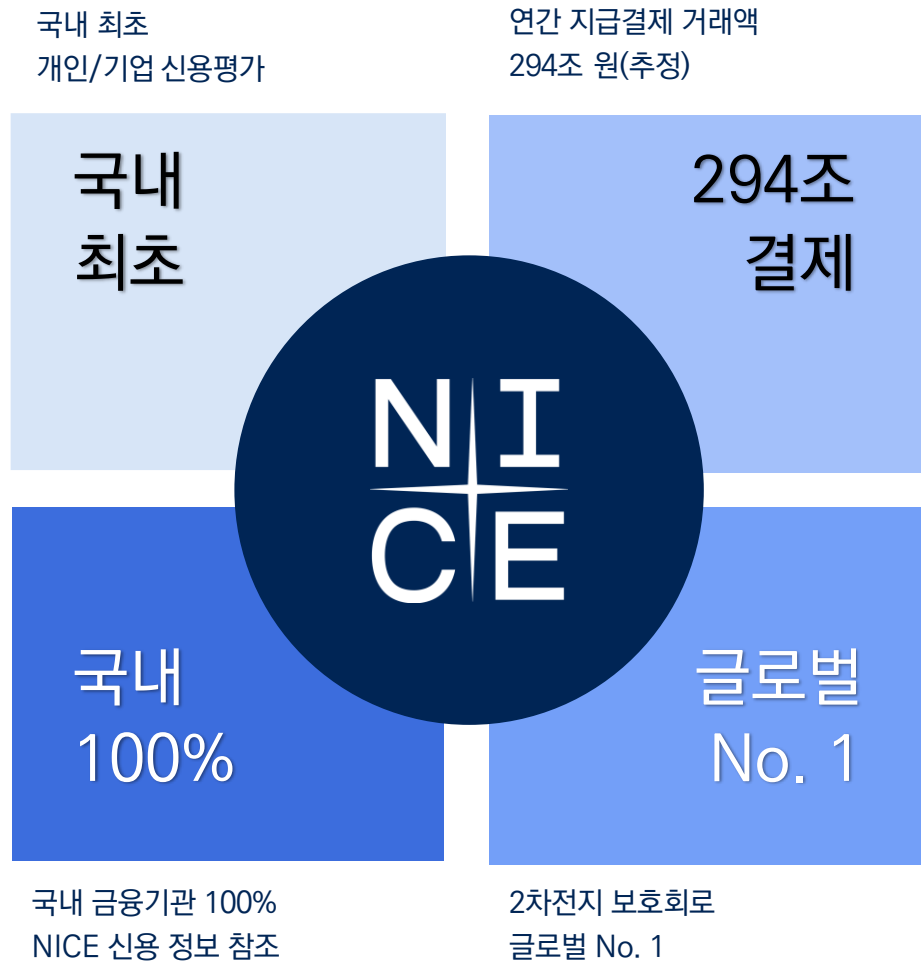 국내 최초
개인/기업 신용평가
연간 지급결제 거래액
294조 원(추정)
국내
최초
294조
결제
N I
C E
국내
100%
글로벌
No. 1
국내 금융기관 100%
NICE 신용 정보 참조
2차전지 보호회로
글로벌 No. 1